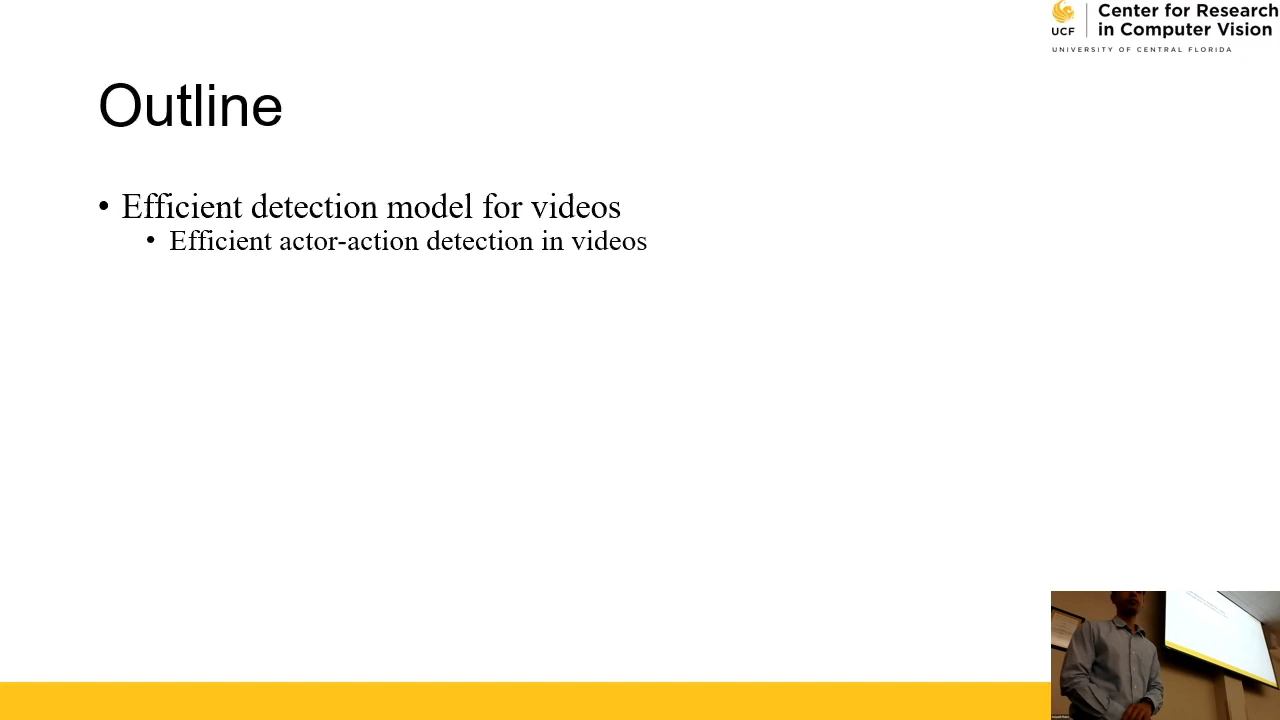 UCF
Center for Research
in Computer Vision
UNIVERSITY OF CENTRAL FLORIDA
Outline
• Efficient detection model for videos
• Efficient actor-action detection in videos